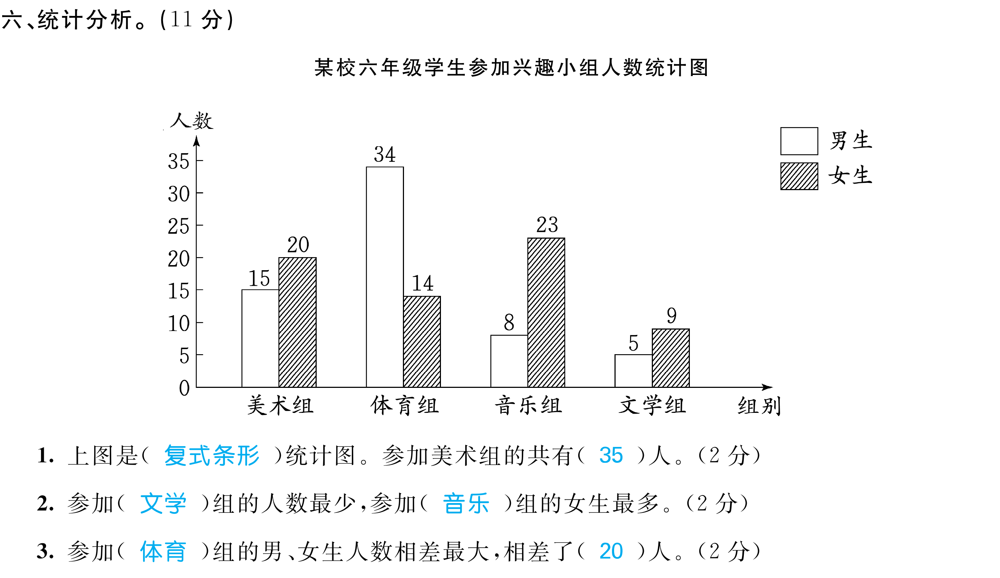 六、统计分析。(11 分)
某校六年级学生参加兴趣小组人数统计图
人数
男生
女生
35
30
25
20
15
10
5
0
15
20
34
14
8
23
5
9
美术组
体育组
音乐组
文学组
组别
1. 上图是( 复式条形 )统计图。参加美术组的共有( 35 )人。(2 分)
2. 参加( 文学 )组的人数最少,参加( 音乐 )组的女生最多。(2 分)
3. 参加( 体育 )组的男、女生人数相差最大,相差了( 20 )人。(2 分)